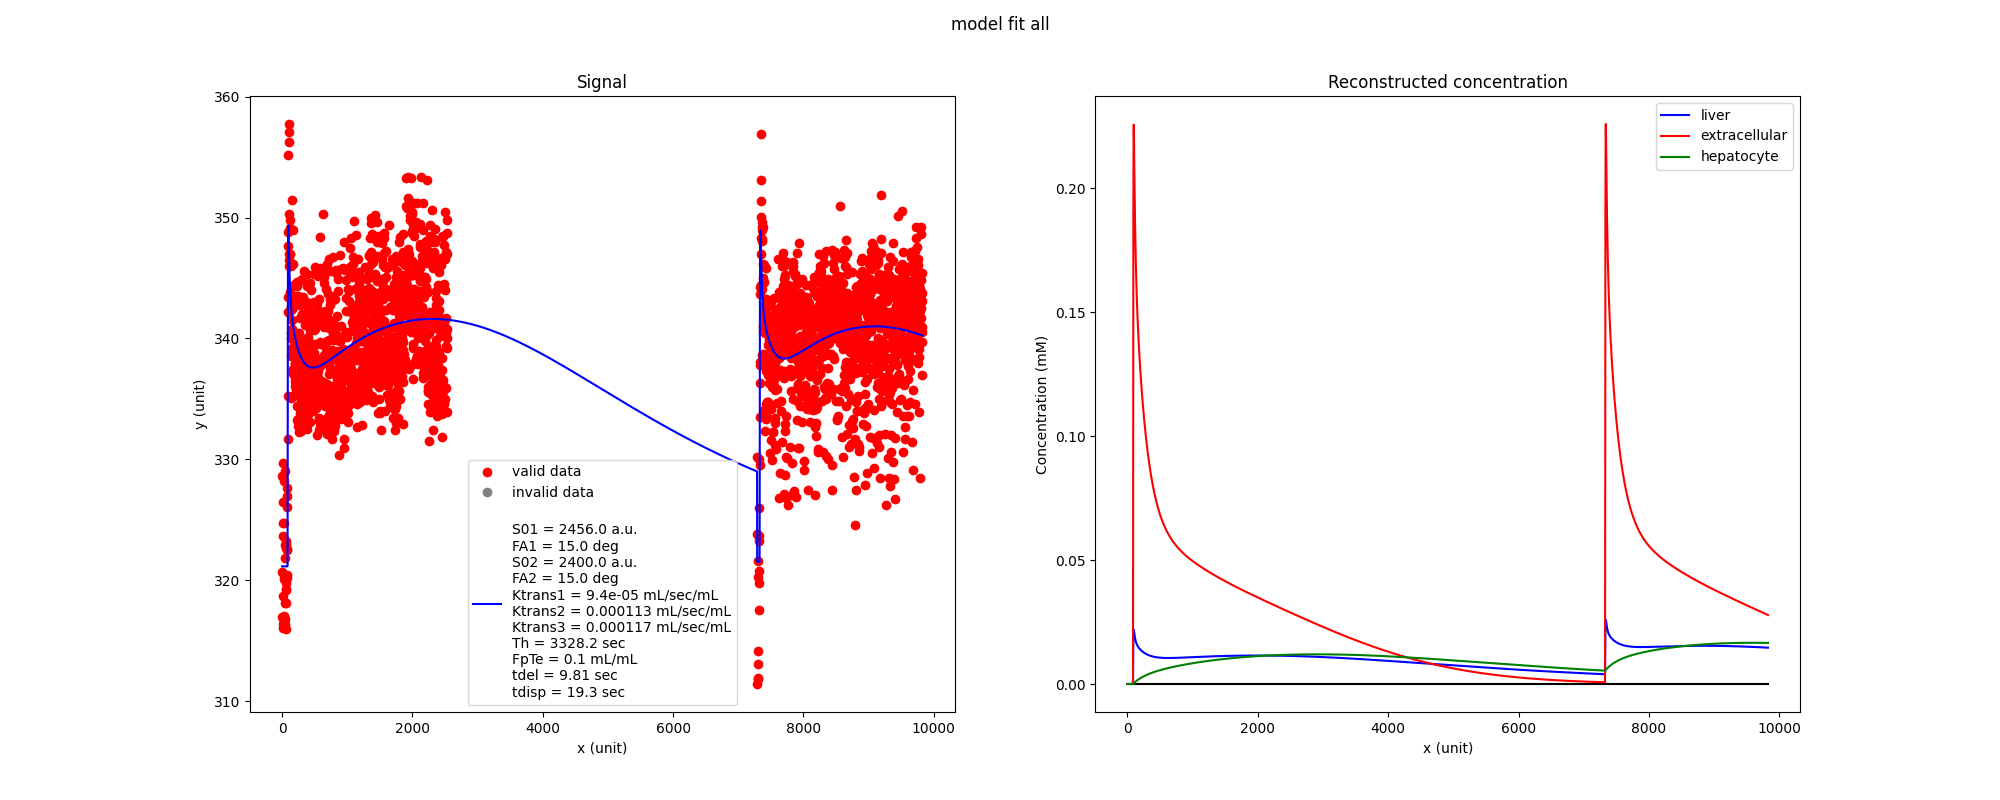 model fit all
Signal
360
350
340
330
320
310
y (unit)
0
2000
4000
6000
8000
10000
x (unit)
valid data
invalid data
S01 = 2456.0 a.u.
FA1 = 15.0 deg
S02 = 2400.0 a.u.
FA2 = 15.0 deg
Ktrans1 = 9.4e-05 mL/sec/mL
Ktrans2 = 0.000113 mL/sec/mL
Ktrans3 = 0.000117 mL/sec/mL
Th = 3328.2 sec
FpTe = 0.1 mL/mL
tdel = 9.81 sec
tdisp = 19.3 sec
Reconstructed concentration
liver
extracellular
hepatocyte
0.20
0.15
0.10
0.05
0.00
Concentration (mM)
0
2000
4000
6000
8000
10000
x (unit)